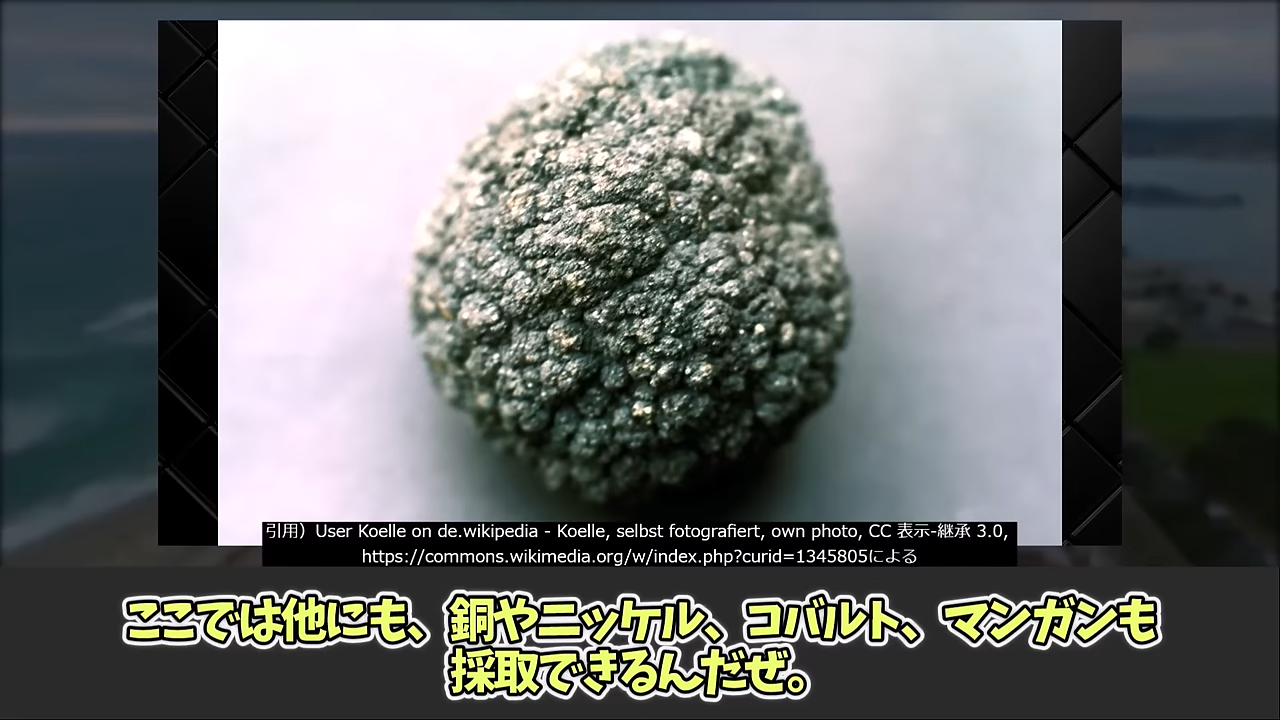 引用）User Koelle on de.wikipedia - Koelle, selbst fotografiert, own photo, CC 表示-継承 3.0,
https://commons.wikimedia.org/w/index.php?curid=1345805による
ここでは他にも、銅やニッケル、コバルト、マンガンも
採取できるんだぜ。